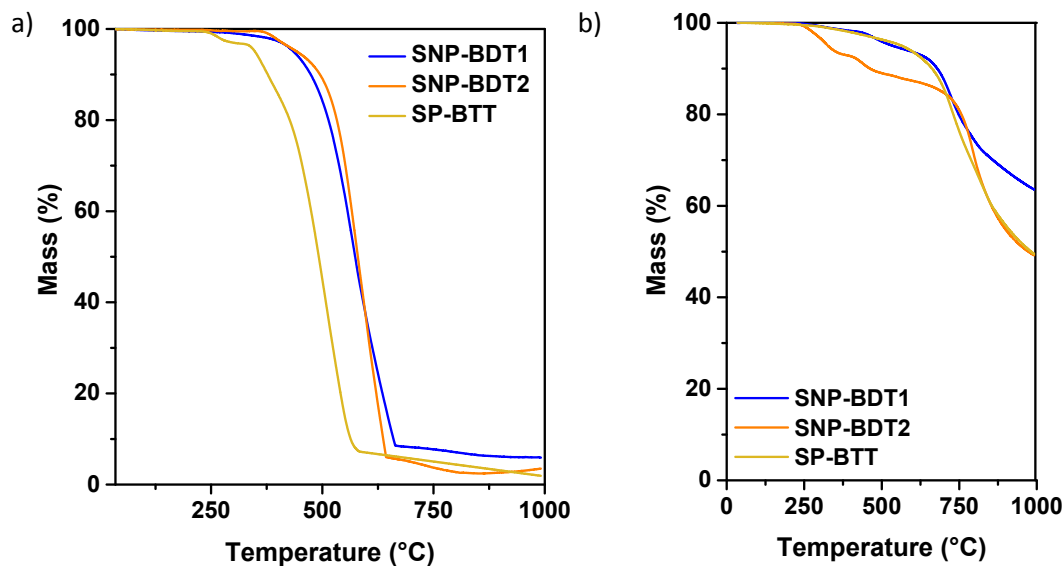 a)
100
80
60
40
20
0
Mass (%)
SNP-BDT1
SNP-BDT2
SP-BTT
250 500 750 1000
Temperature (°C)
b)
100
80
60
40
20
0
Mass (%)
SNP-BDT1
SNP-BDT2
SP-BTT
0 250 500 750 1000
Temperature (°C)